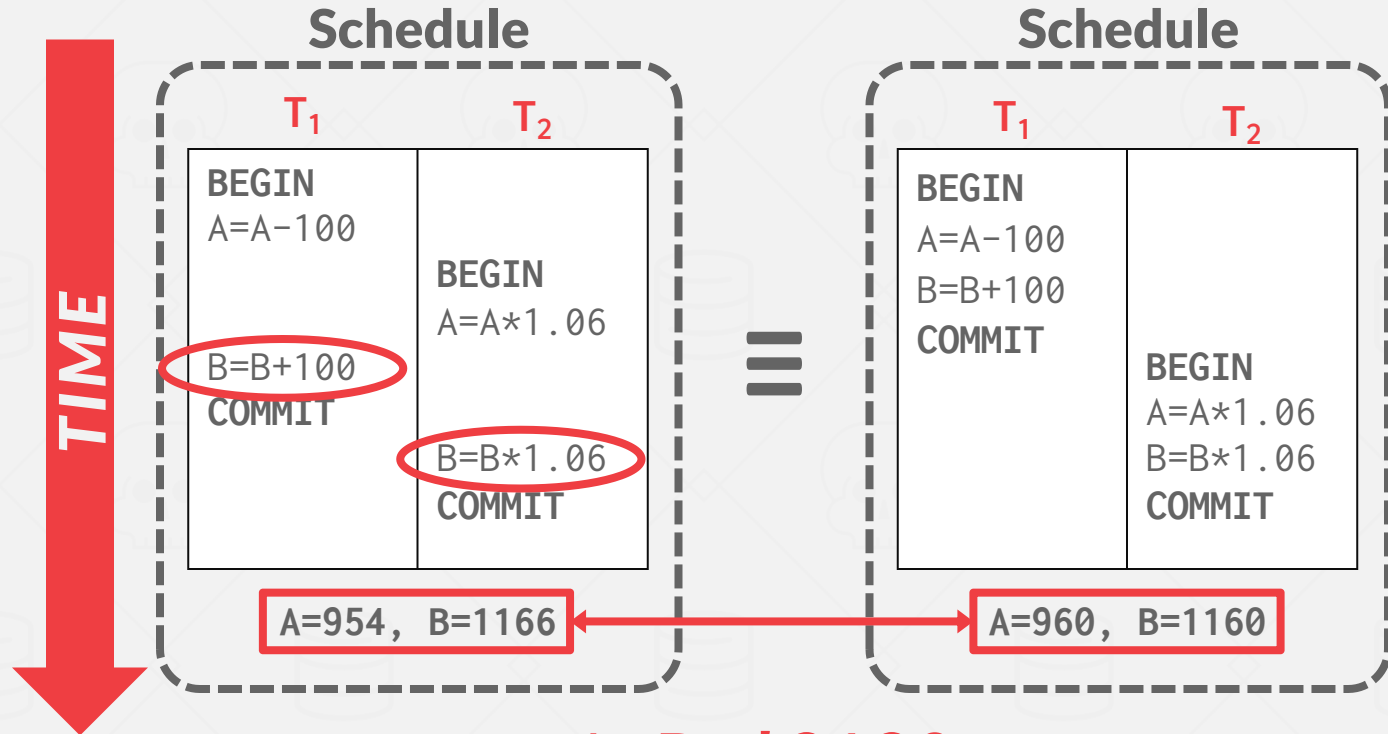 Schedule
T₁ T₂
BEGIN
A=A-100
BEGIN
A=A*1.06
B=B+100
COMMIT
B=B*1.06
COMMIT
A=954, B=1166
TIME
≡
Schedule
T₁ T₂
BEGIN
A=A-100
B=B+100
COMMIT
BEGIN
A=A*1.06
B=B*1.06
COMMIT
A=960, B=1160